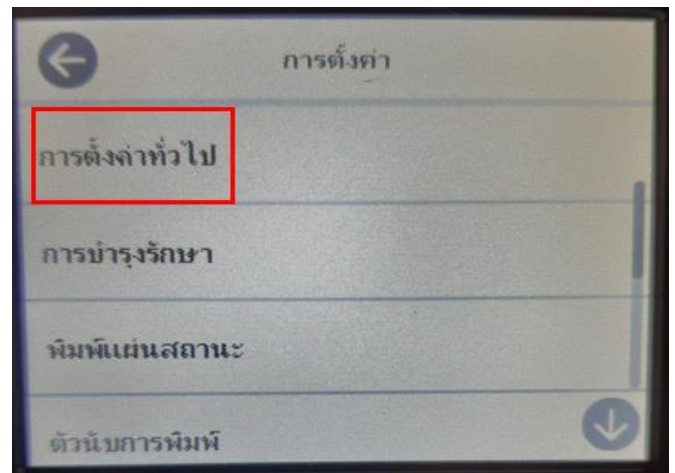 การตั้งค่า
การตั้งค่าทั่วไป
การบำรุงรักษา
พิมพ์แผ่นสถานะ
ตัวนับการพิมพ์